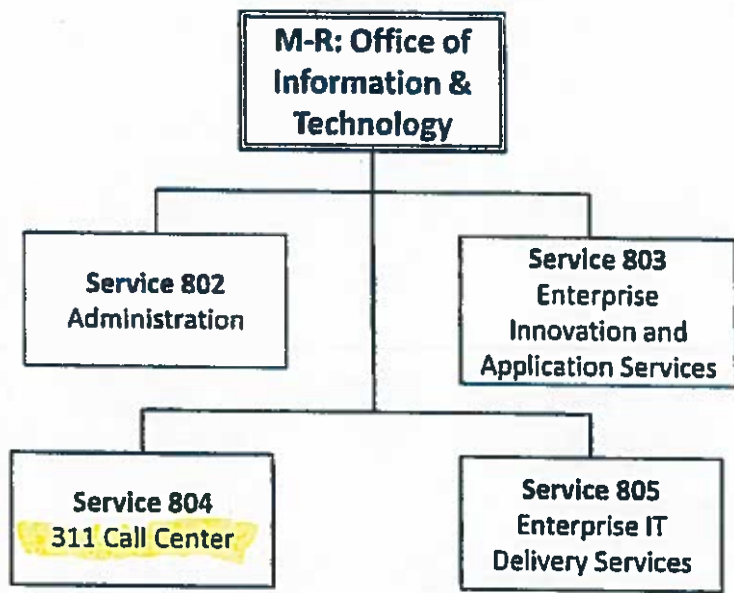 M-R: Office of
Information &
Technology
Service 802
Administration
Service 803
Enterprise
Innovation and
Application Services
Service 804
311 Call Center
Service 805
Enterprise IT
Delivery Services